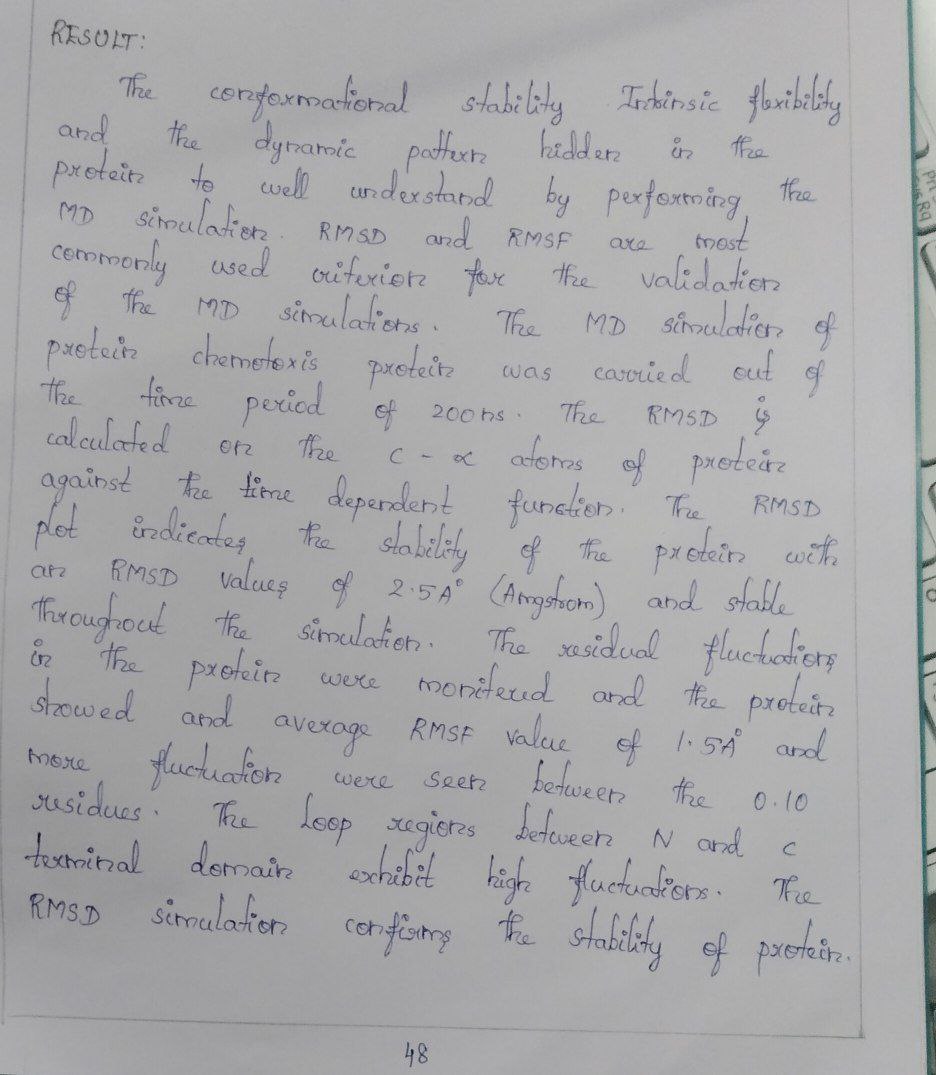 RESULT:
The conformational stability Intrinsic flexibility
and the dynamic pattern hidden in the
protein to well understand by performing the
MD simulation. RMSD and RMSF are most
commonly used criterion for the validation
of the MD simulations. The MD simulation of
protein chemotoxis protein was carried out of
the time period of 200ns. The RMSD is
calculated on the C-α atoms of protein
against the time dependent function. The RMSD
plot indicates the stability of the protein with
an RMSD values of 2.5A° (Amgstrom) and stable
throughout the simulation. The residual fluctuations
in the protein were monitered and the protein
showed and average RMSF value of 1.5A° and
more fluctuation were seen between the 0.10
residues. The Loop regions between N and C
terminal domain exhibit high fluctuations. The
RMSD simulation confirms the stability of protein.
48